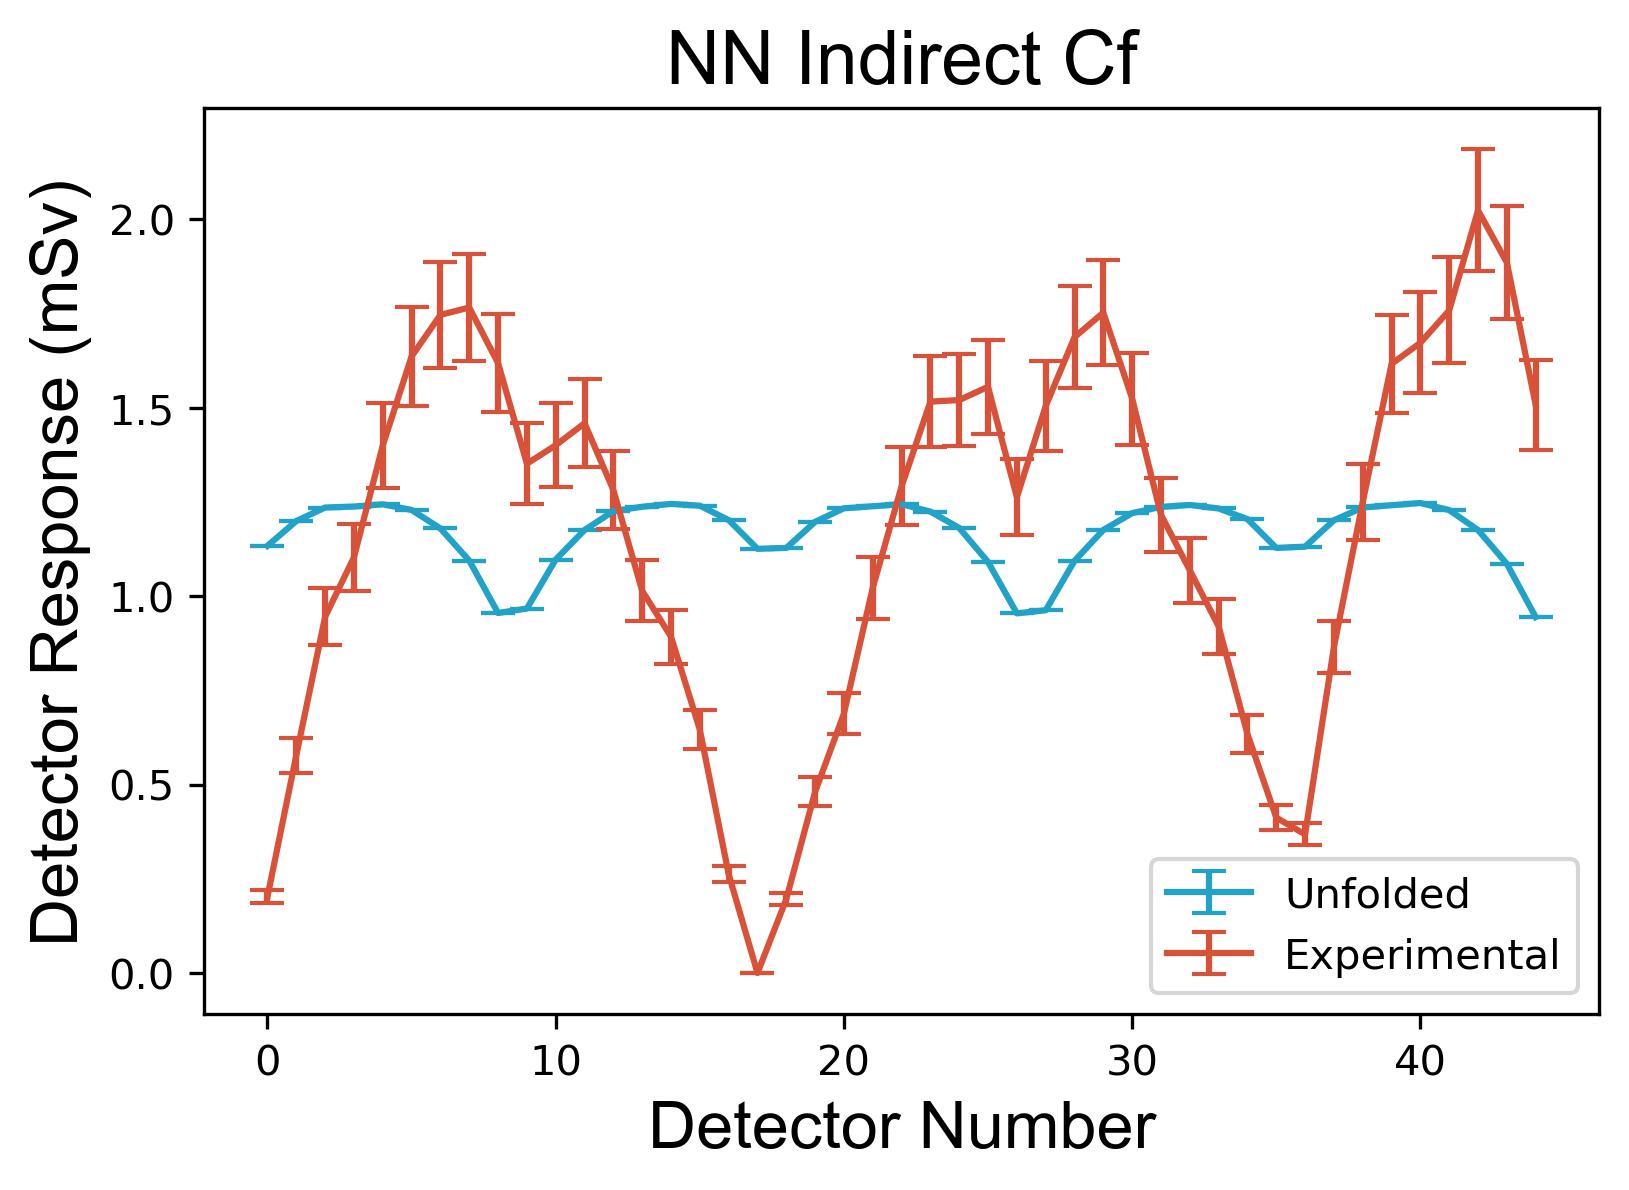 NN Indirect Cf
Detector Response (mSv)
2.0
1.5
1.0
0.5
0.0
Unfolded
Experimental
0 10 20 30 40
Detector Number